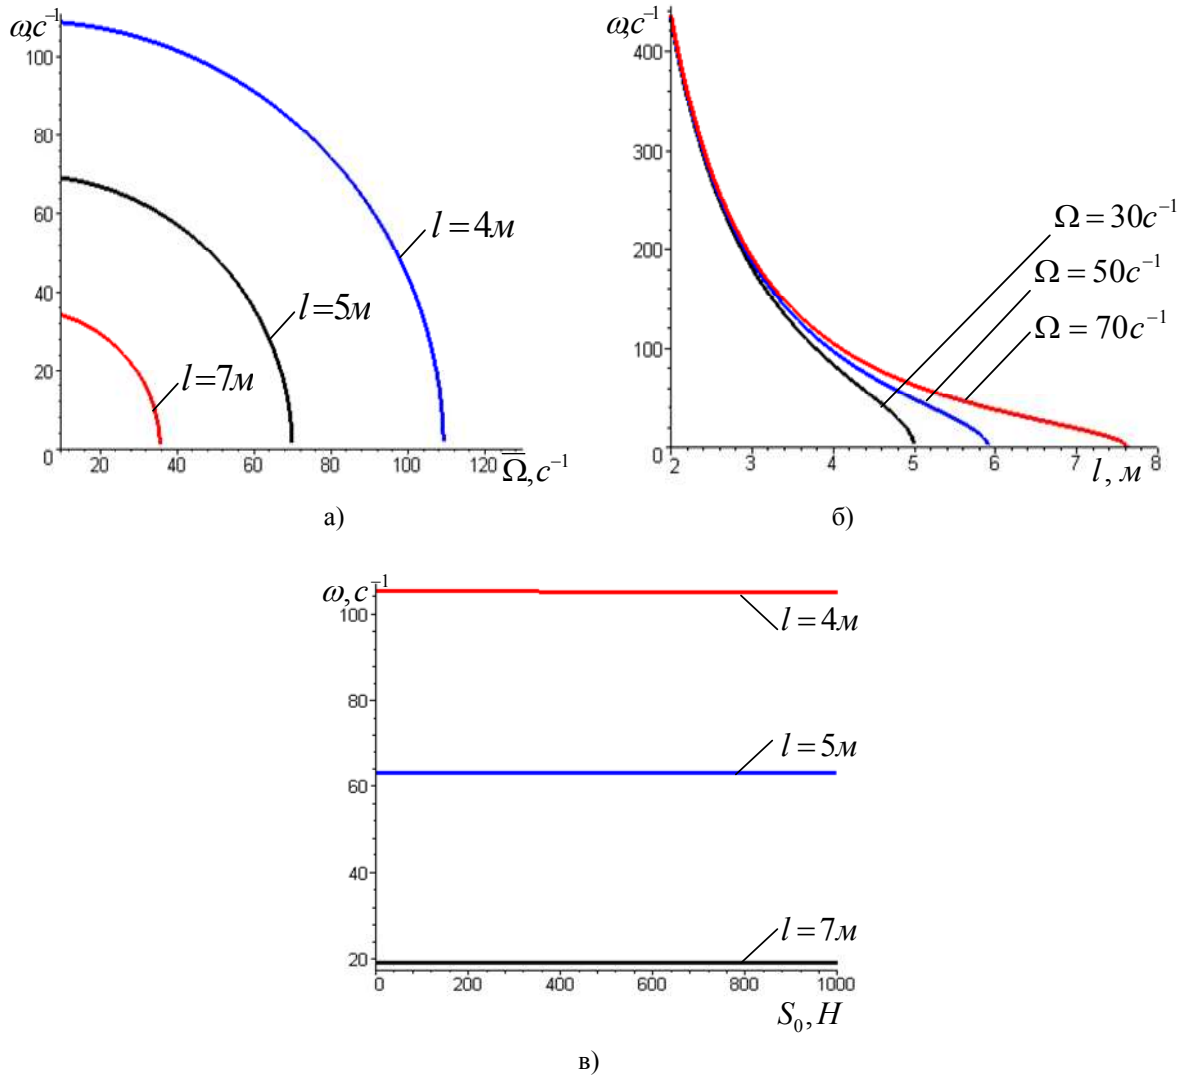 ω,c⁻¹
100
80
60
40
20
0
20 40 60 80 100 120 Ω̅,c⁻¹
l=4м
l=5м
l=7м
а)
ω,c⁻¹
400
300
200
100
0
2 3 4 5 6 7 8
l, м
Ω=30c⁻¹
Ω=50c⁻¹
Ω=70c⁻¹
б)
ω,c⁻¹
100
80
60
40
20
0 200 400 600 800 1000
S₀,H
l=4м
l=5м
l=7м
в)